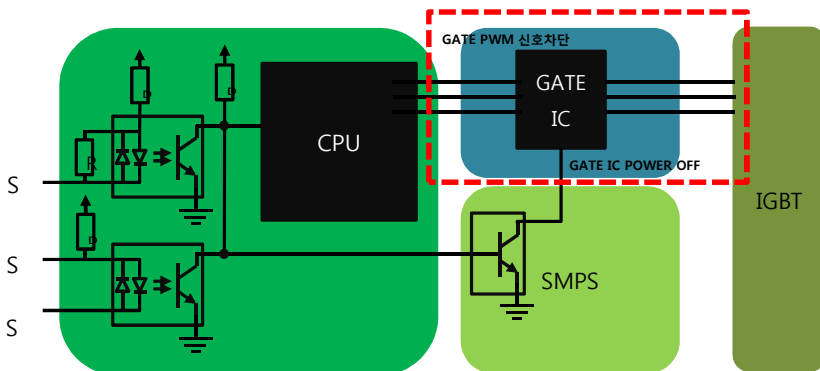 GATE PWM 신호차단
GATE
IC
CPU
GATE IC POWER OFF
R
S
S
S
SMPS
IGBT